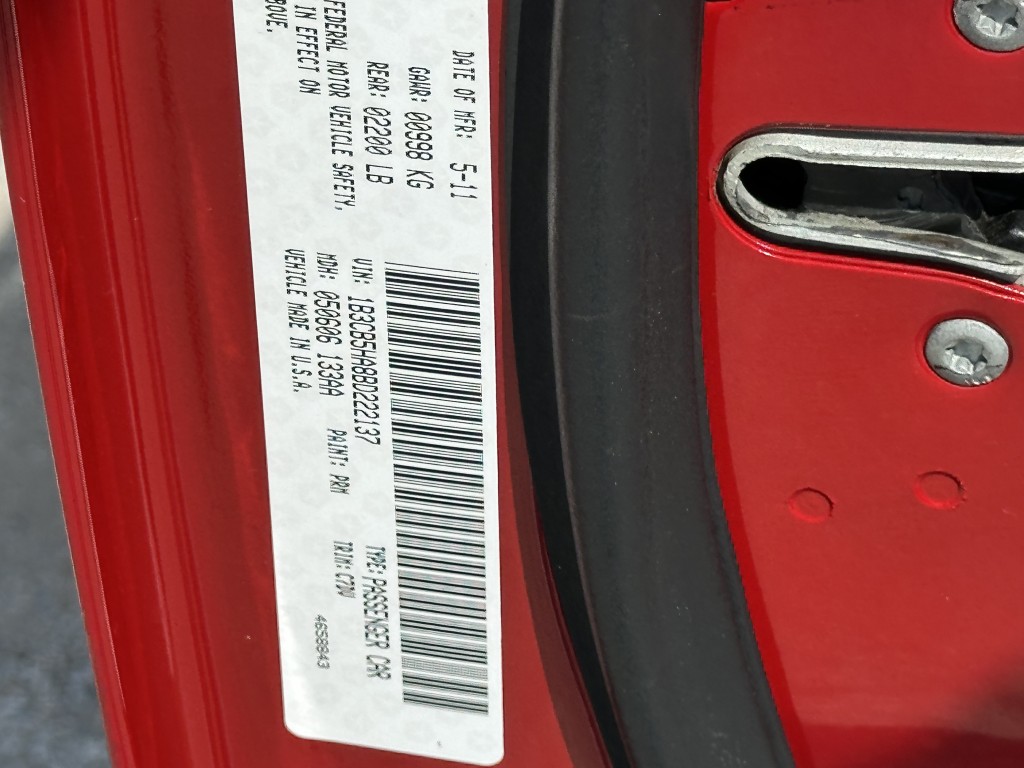 DATE OF MFR: 5-11
GAWR: 00998 KG
REAR: 02200 LB
FEDERAL MOTOR VEHICLE SAFETY,
IN EFFECT ON
VIN: 1B3CB5HA8BD222137 TYPE: PASSENGER CAR
MDH: 050606 133AA PAINT: PRM TRIM: C7DV
VEHICLE MADE IN U.S.A. 4658843